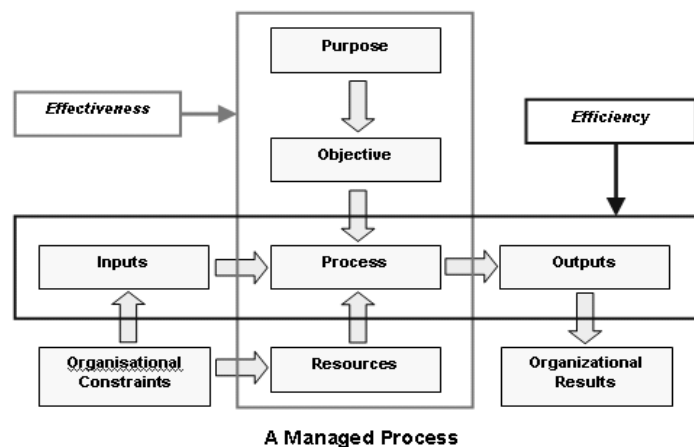 Purpose
Effectiveness
Efficiency
Objective
Inputs
Process
Outputs
Organisational
Constraints
Resources
Organizational
Results
A Managed Process